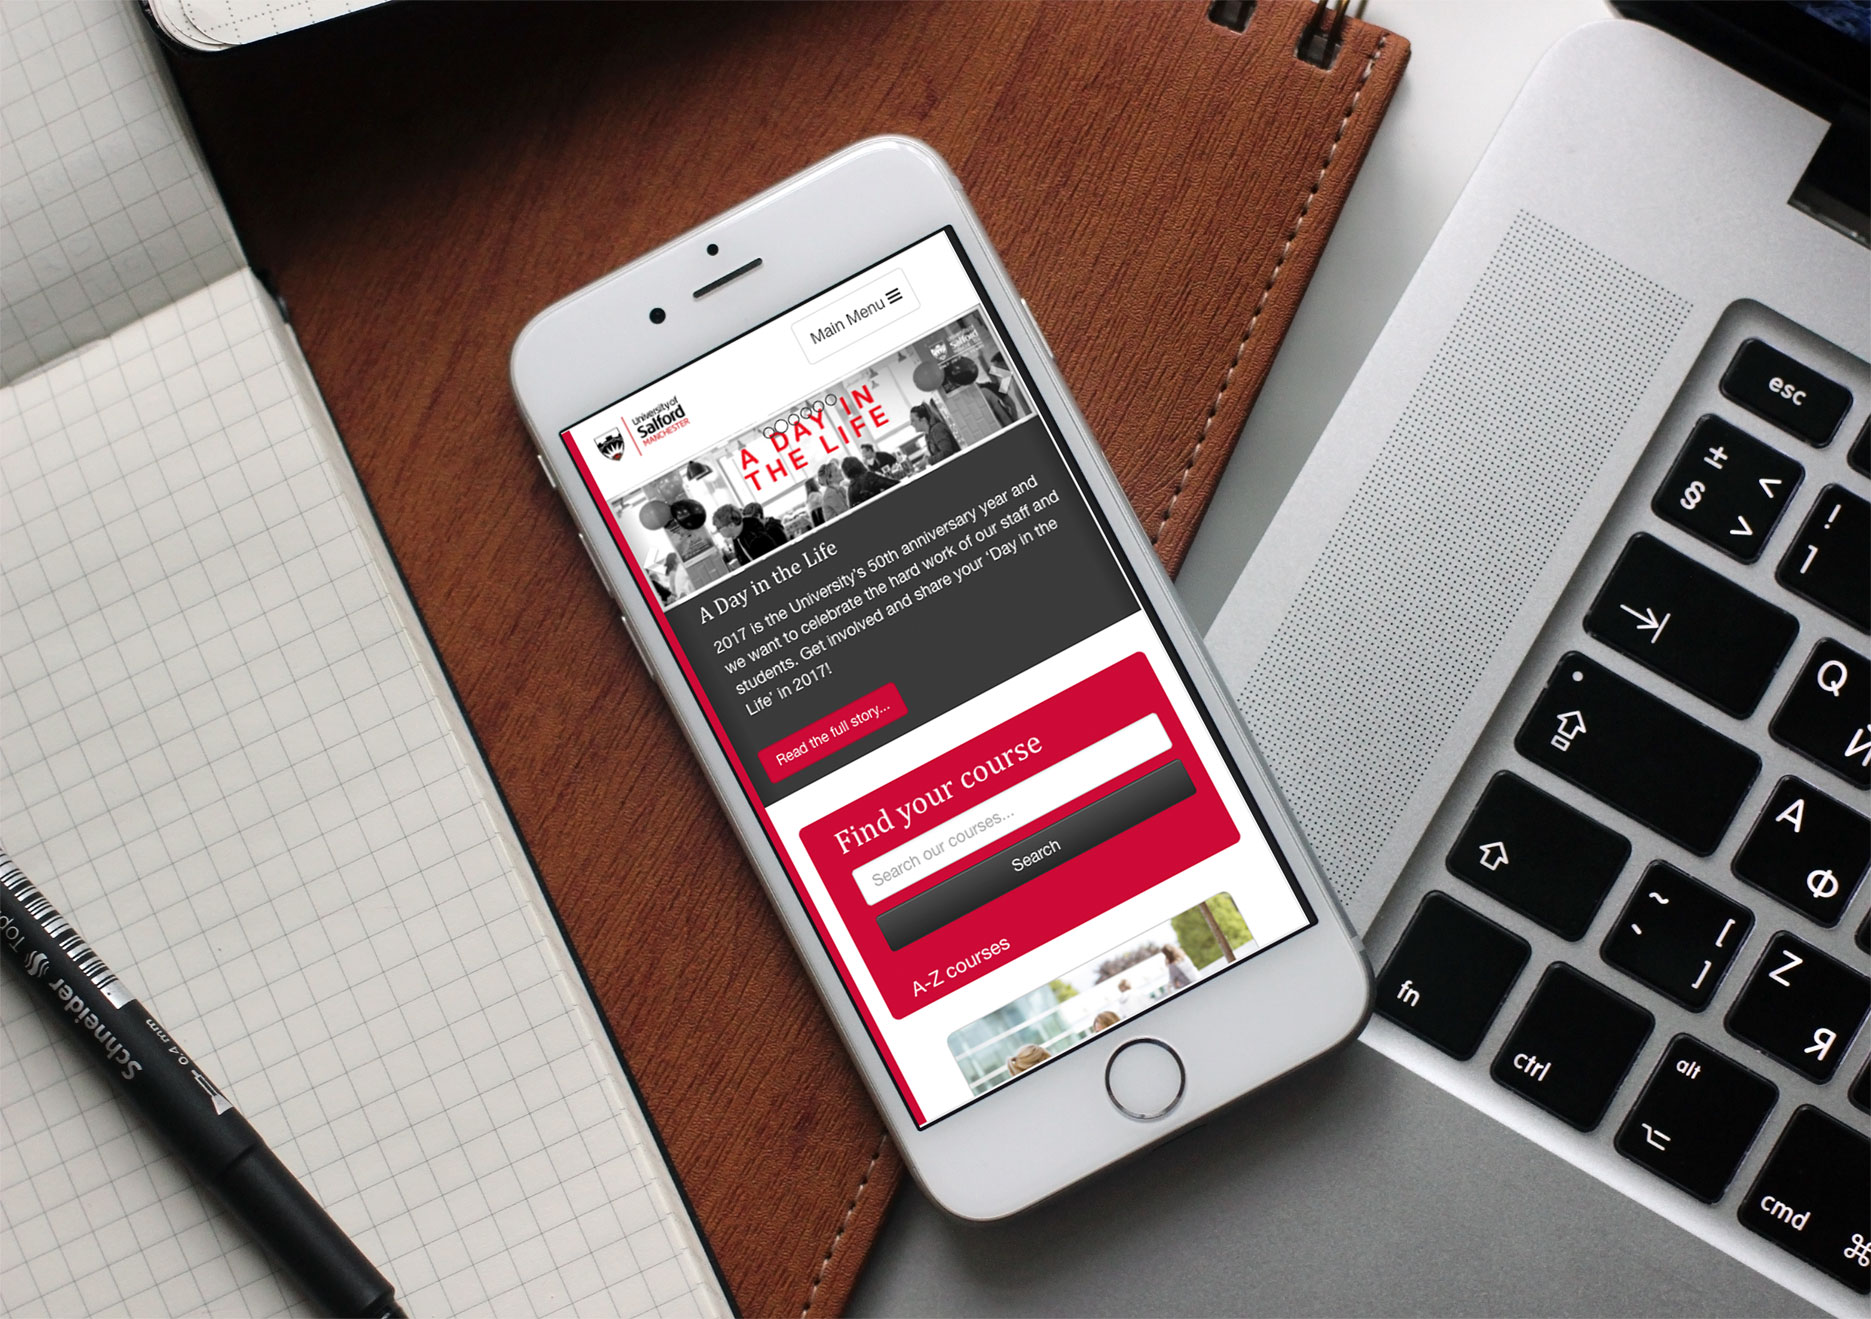 Main Menu
university of
Salford
MANCHESTER
Salford
A DAY IN
THE LIFE
A Day in the Life
2017 is the University's 50th anniversary year and
we want to celebrate the hard work of our staff and
students. Get involved and share your 'Day in the
Life' in 2017!
Read the full story...
Find your course
Search our courses...
Search
A-Z courses
Schneider
0.4 mm
esc
±
§
<
>
!
1
Q
Й
A
Ф
~
[
]
Z
Я
fn
ctrl
alt
cmd
⌘